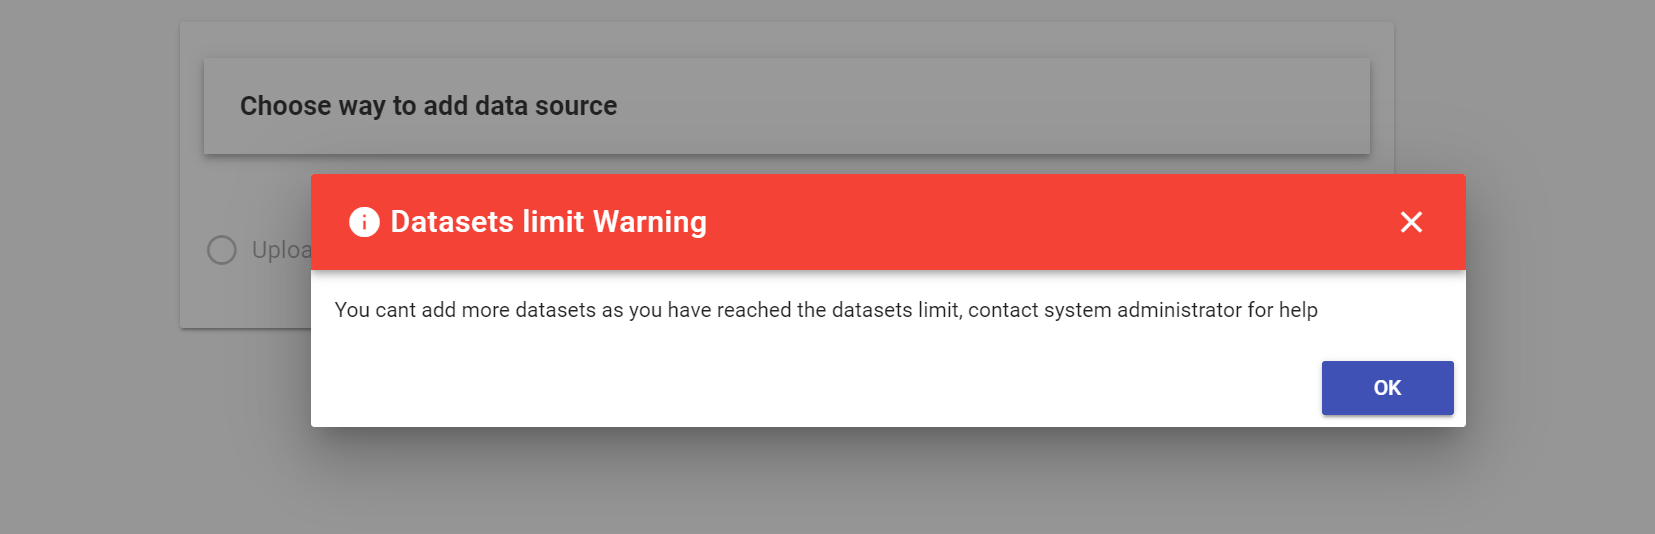 Choose way to add data source
Datasets limit Warning
You cant add more datasets as you have reached the datasets limit, contact system administrator for help
OK